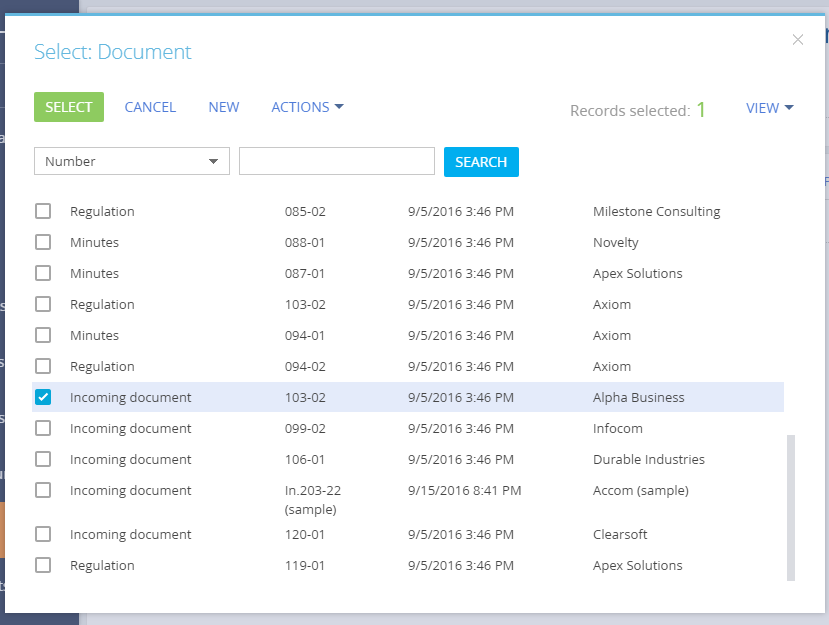 Select: Document
SELECT CANCEL NEW ACTIONS Records selected: 1 VIEW
Number SEARCH
Regulation 085-02 9/5/2016 3:46 PM Milestone Consulting
Minutes 088-01 9/5/2016 3:46 PM Novelty
Minutes 087-01 9/5/2016 3:46 PM Apex Solutions
Regulation 103-02 9/5/2016 3:46 PM Axiom
Minutes 094-01 9/5/2016 3:46 PM Axiom
Regulation 094-02 9/5/2016 3:46 PM Axiom
Incoming document 103-02 9/5/2016 3:46 PM Alpha Business
Incoming document 099-02 9/5/2016 3:46 PM Infocom
Incoming document 106-01 9/5/2016 3:46 PM Durable Industries
Incoming document In.203-22 9/15/2016 8:41 PM Accom (sample)
(sample)
Incoming document 120-01 9/5/2016 3:46 PM Clearsoft
Regulation 119-01 9/5/2016 3:46 PM Apex Solutions